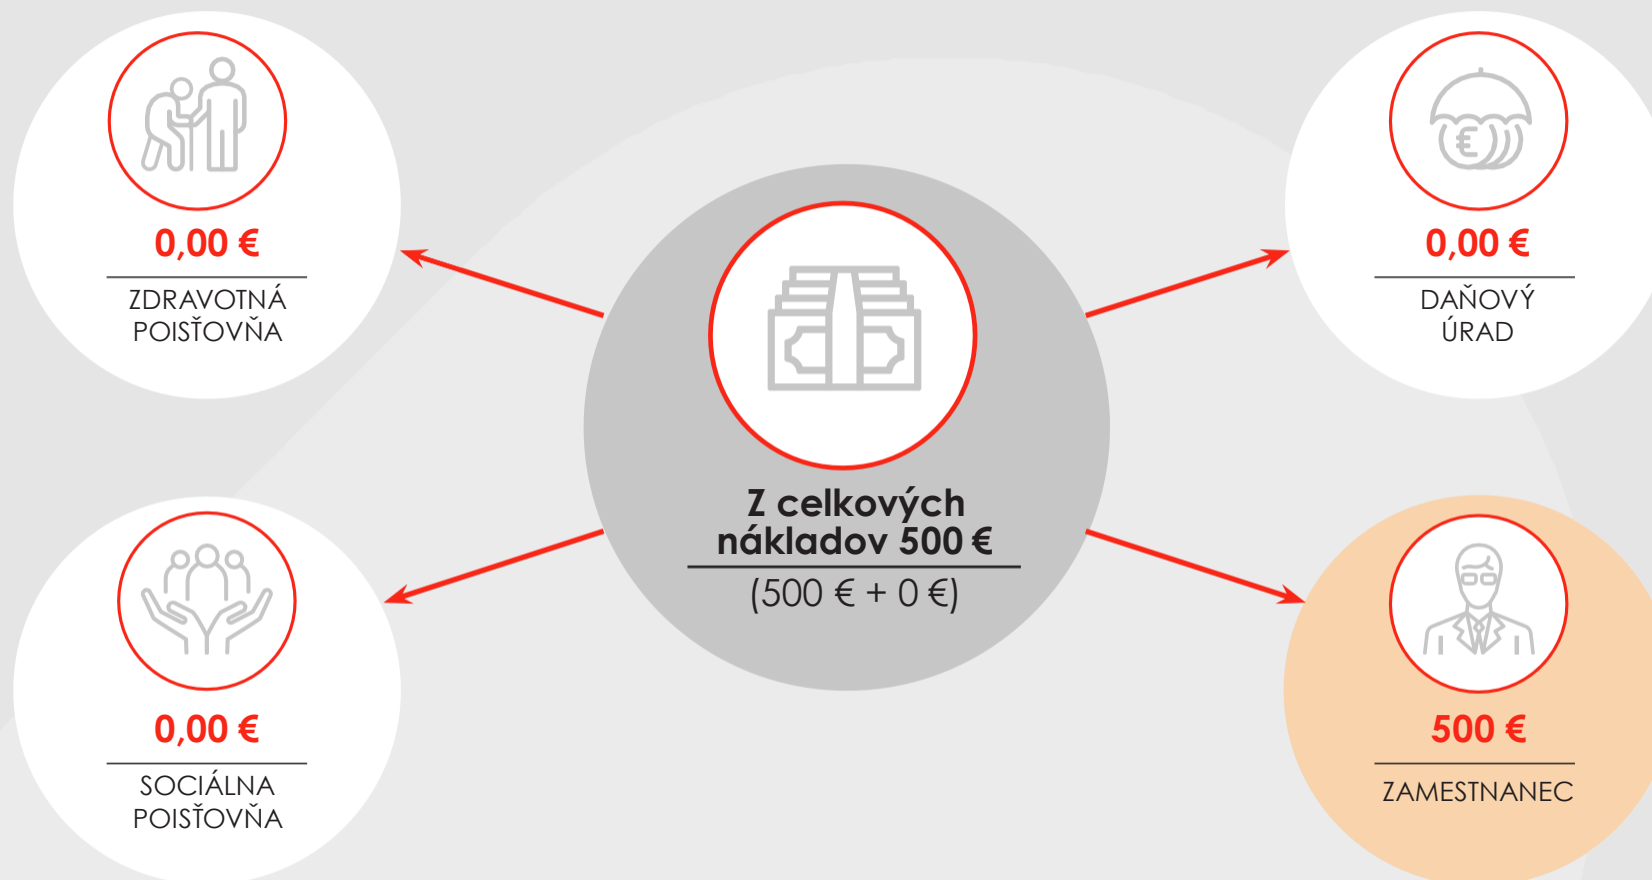 0,00 €
ZDRAVOTNÁ
POISŤOVŇA
0,00 €
DAŇOVÝ
ÚRAD
Z celkových
nákladov 500 €
(500 € + 0 €)
0,00 €
SOCIÁLNA
POISŤOVŇA
500 €
ZAMESTNANEC